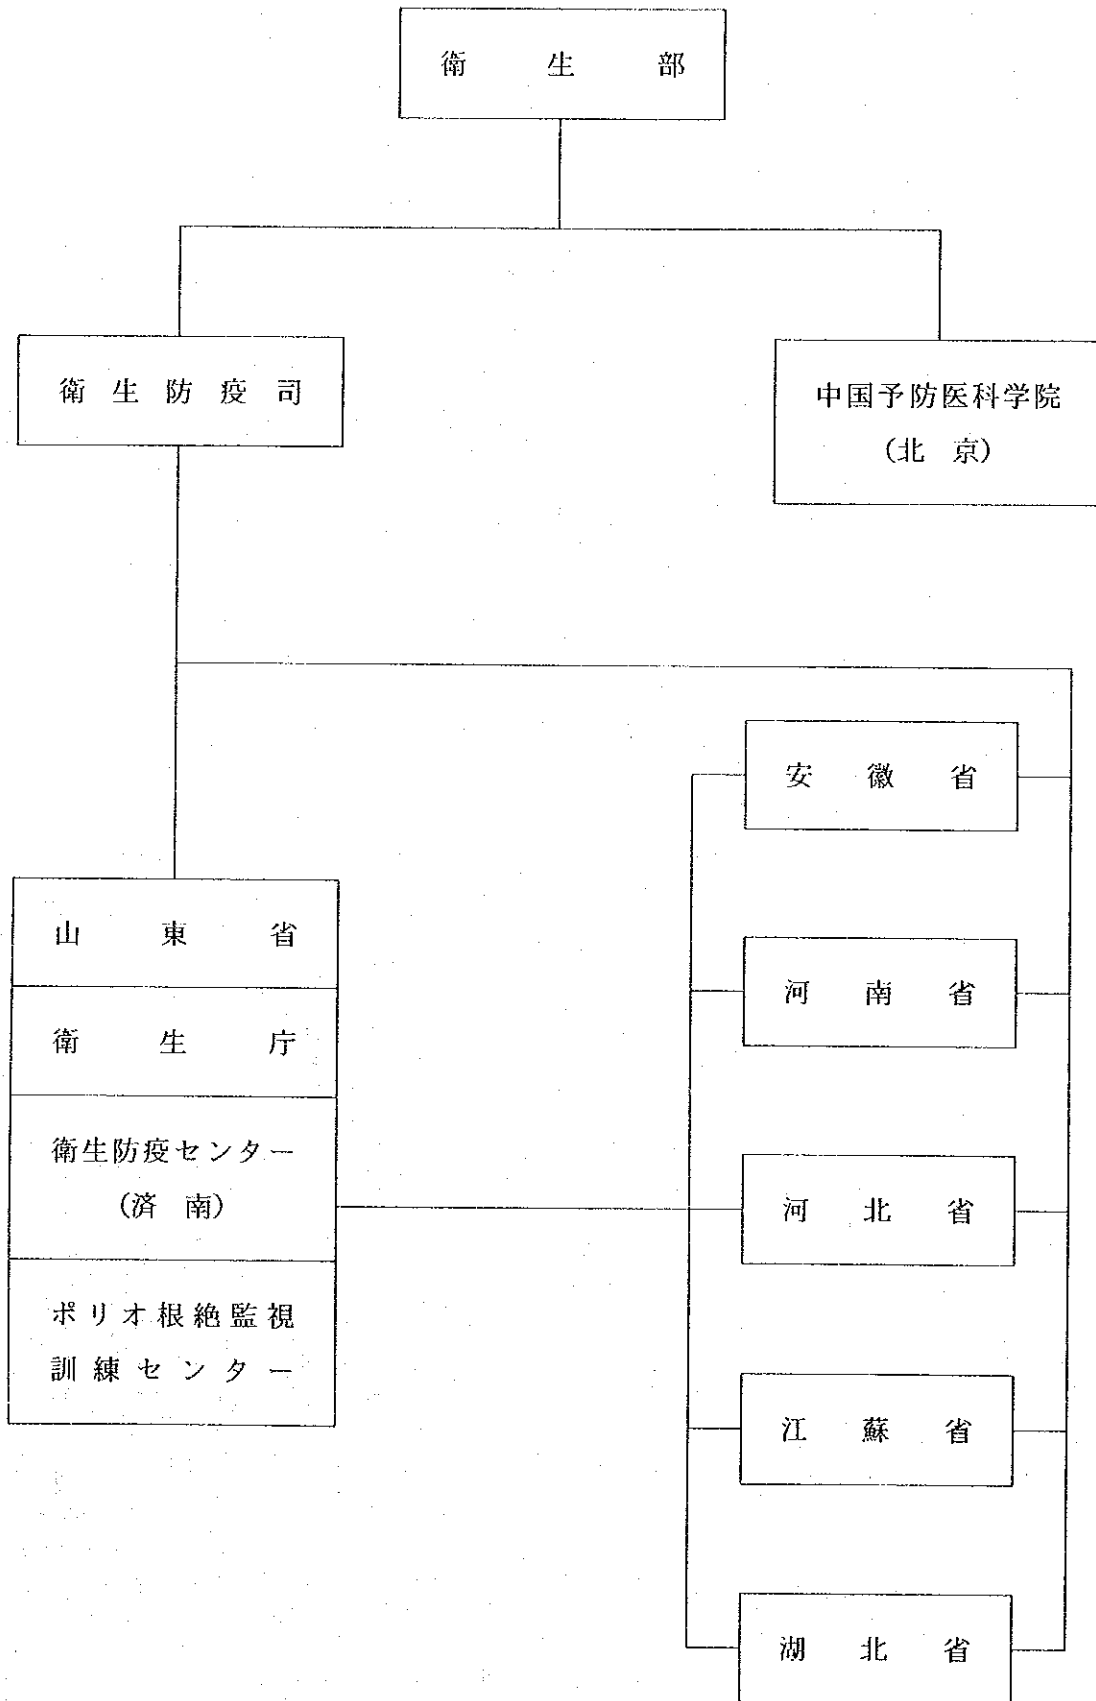 衛生部
衛生防疫司
中国予防医科学院
(北京)
山東省
衛生庁
衛生防疫センター
(済南)
ポリオ根絶監視
訓練センター
安徽省
河南省
河北省
江蘇省
湖北省